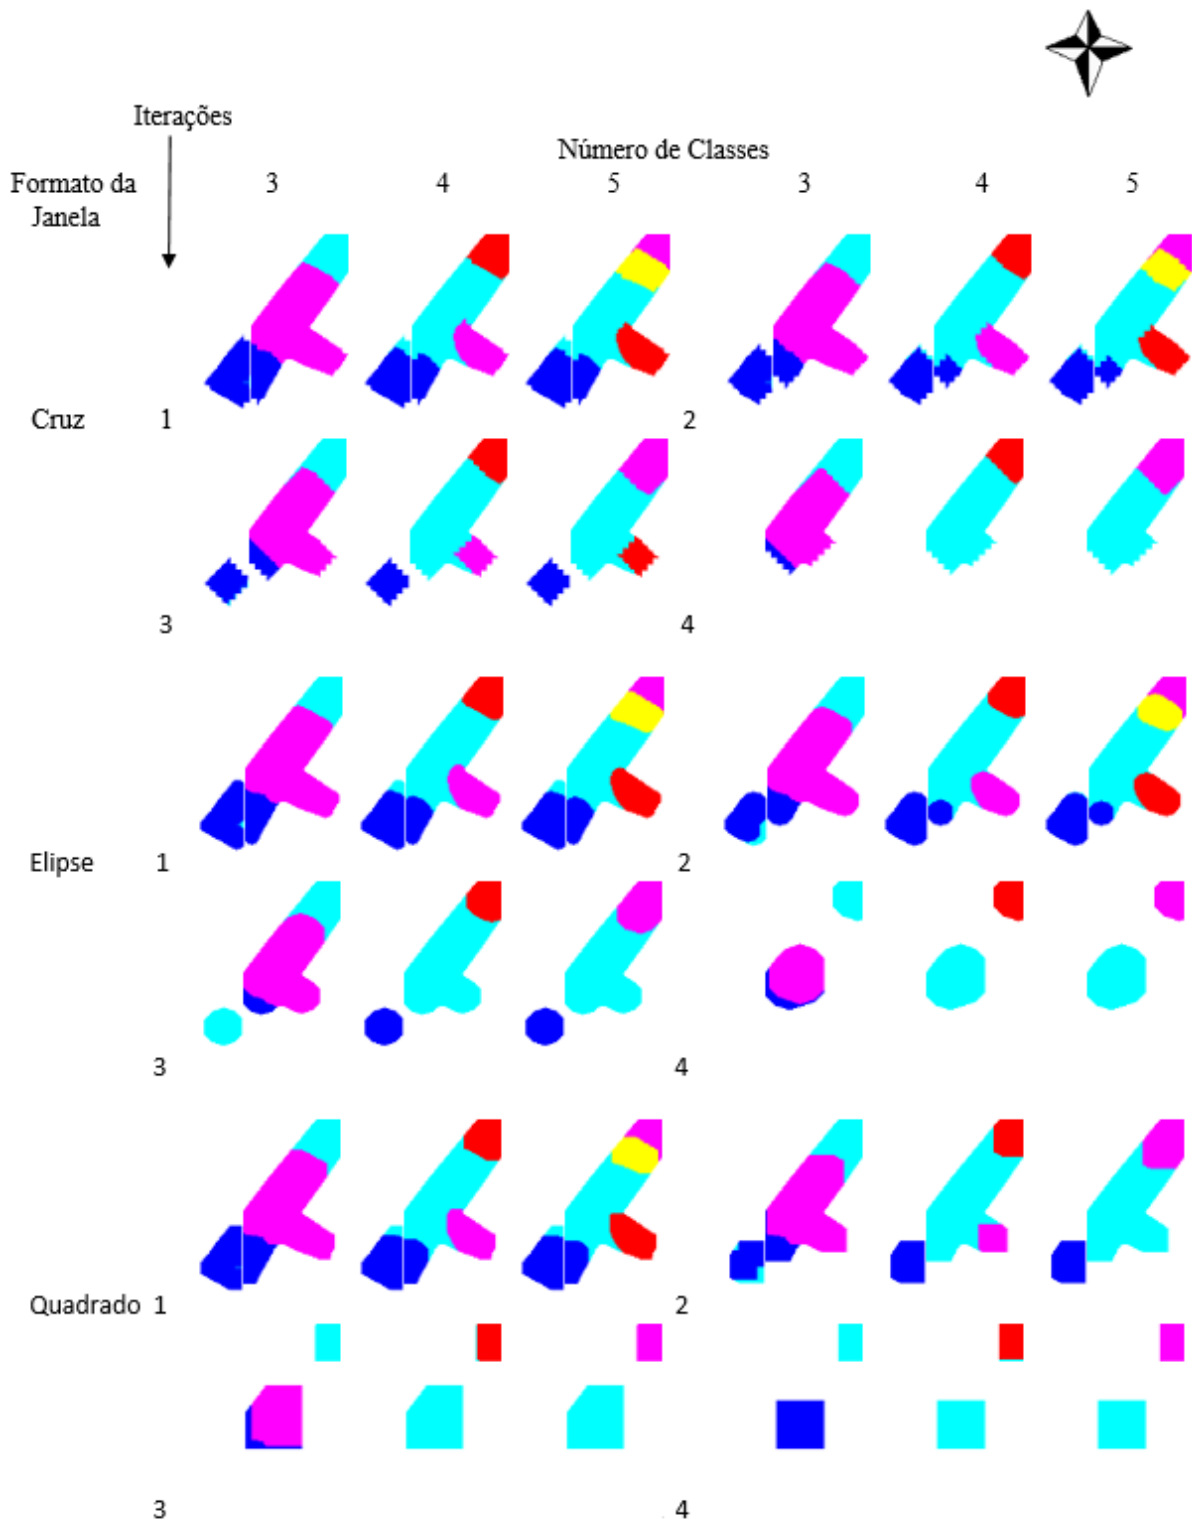 Iterações
Número de Classes
Formato da
Janela
3 4 5 3 4 5
Cruz 1 2
3 4
Elipse 1 2
3 4
Quadrado 1 2
3 4